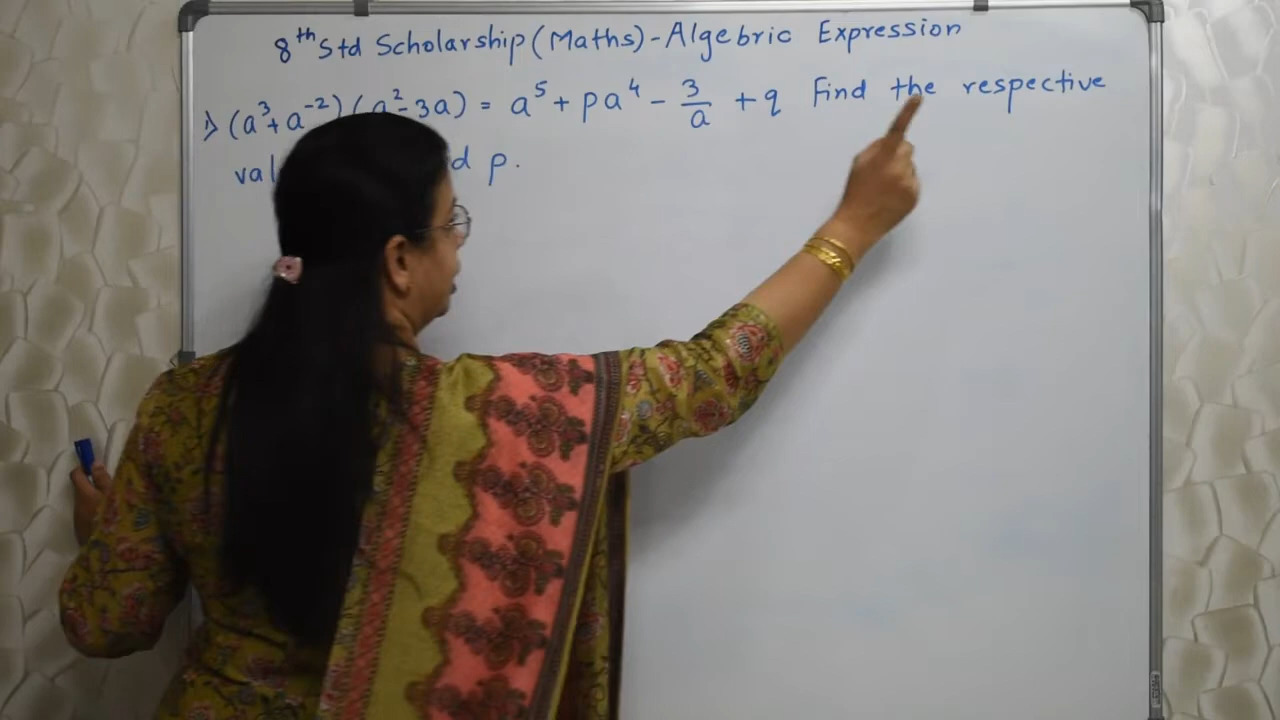 8th Std Scholarship (Maths) - Algebric Expression
1) (a³+a⁻²)(a²-3a) = a⁵ + pa⁴ - 3/a + q Find the respective
p.